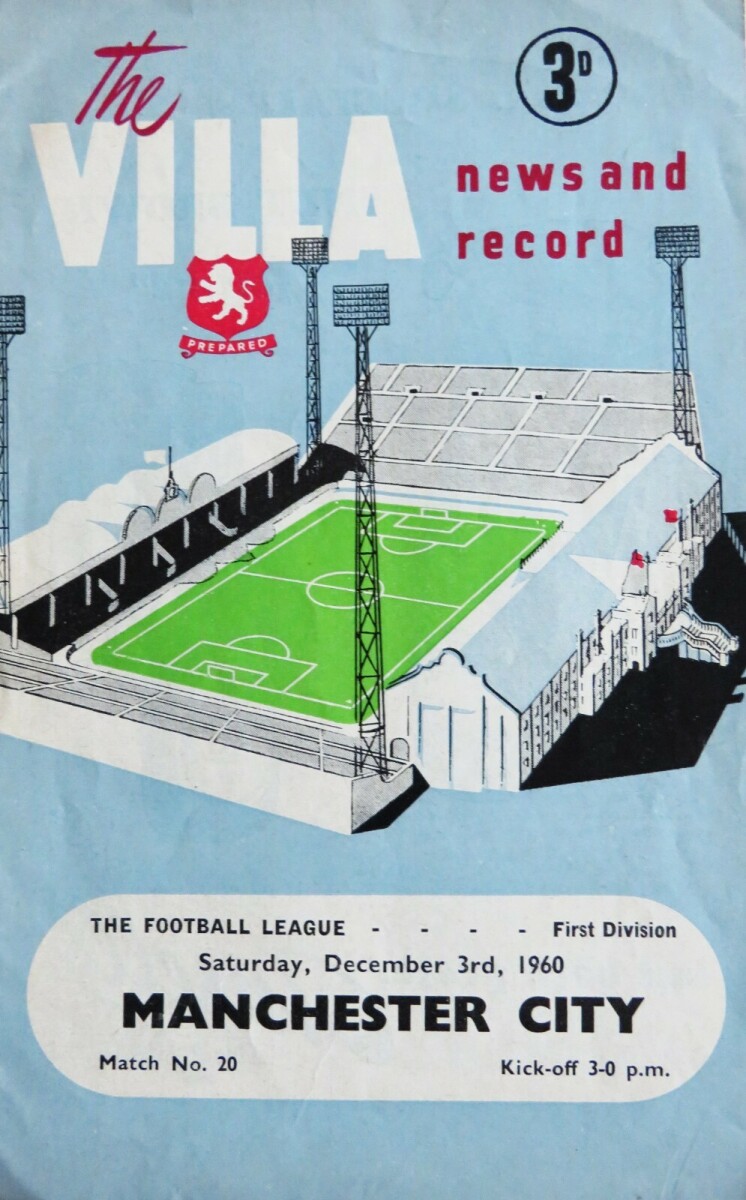 The
VILLA
3D
news and
record
PREPARED
THE FOOTBALL LEAGUE - - - - First Division
Saturday, December 3rd, 1960
MANCHESTER CITY
Match No. 20 Kick-off 3-0 p.m.